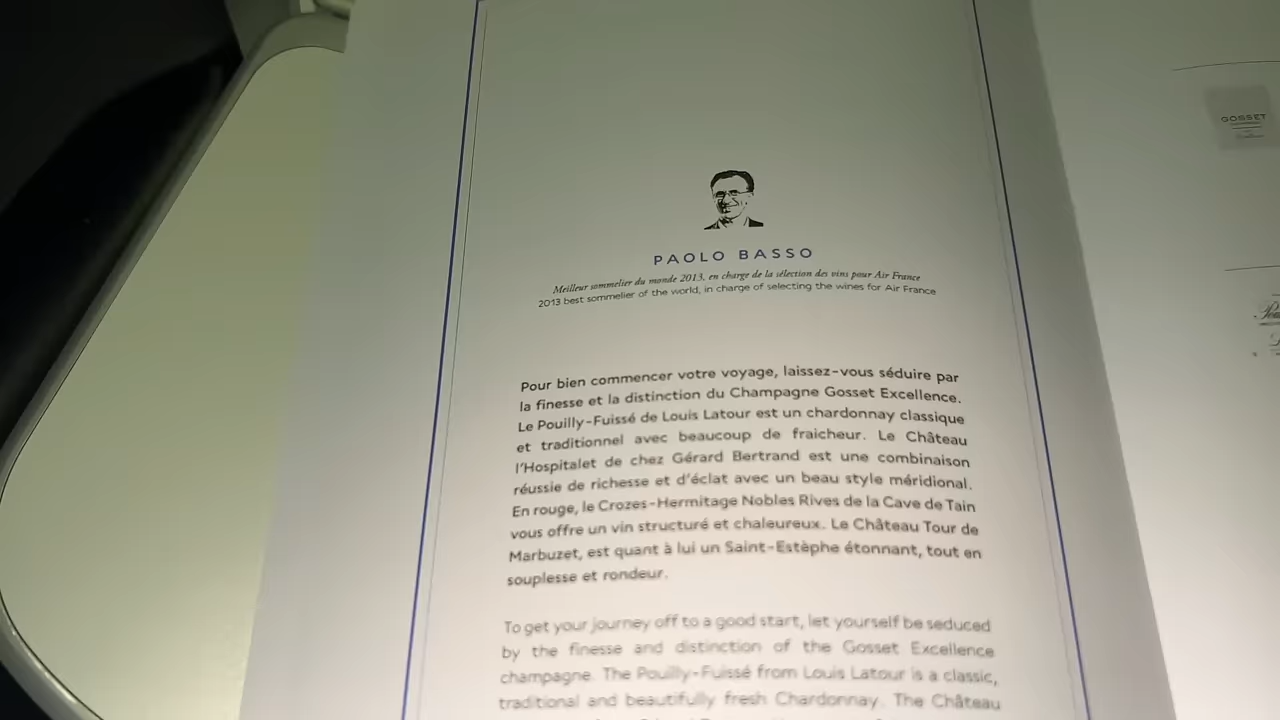 PAOLO BASSO
Meilleur sommelier du monde 2013, en charge de la sélection des vins pour Air France
2013 best sommelier of the world, in charge of selecting the wines for Air France
Pour bien commencer votre voyage, laissez-vous séduire par
la finesse et la distinction du Champagne Gosset Excellence.
Le Pouilly-Fuissé de Louis Latour est un chardonnay classique
et traditionnel avec beaucoup de fraicheur. Le Château
l'Hospitalet de chez Gérard Bertrand est une combinaison
réussie de richesse et d'éclat avec un beau style méridional.
En rouge, le Crozes-Hermitage Nobles Rives de la Cave de Tain
vous offre un vin structuré et chaleureux. Le Château Tour de
Marbuzet, est quant à lui un Saint-Estèphe étonnant, tout en
souplesse et rondeur.
To get your journey off to a good start, let yourself be seduced
by the finesse and distinction of the Gosset Excellence
champagne. The Pouilly-Fuissé from Louis Latour is a classic,
traditional and beautifully fresh Chardonnay. The Château
GOSSET